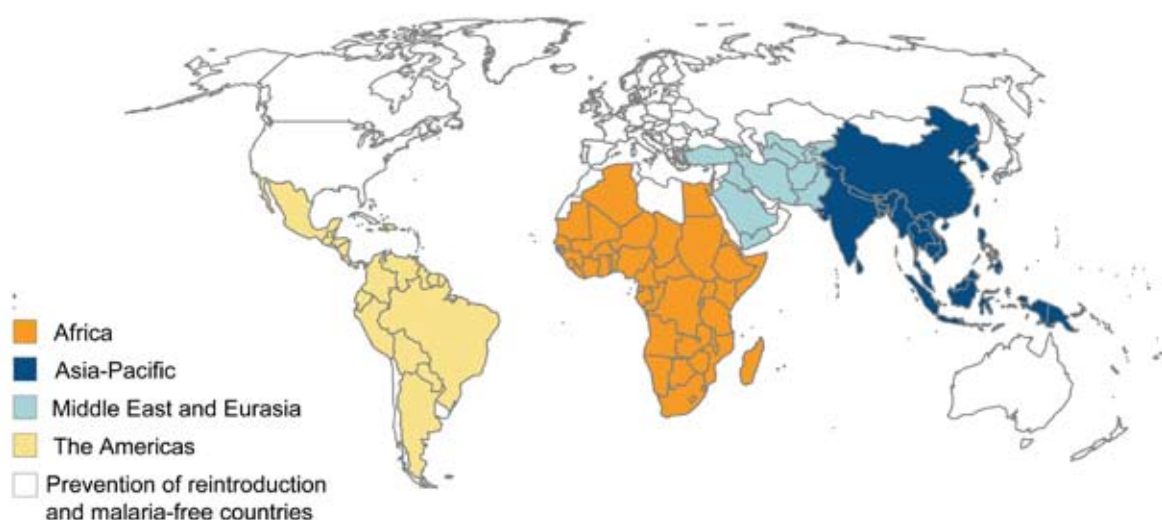 Africa
Asia-Pacific
Middle East and Eurasia
The Americas
Prevention of reintroduction
and malaria-free countries